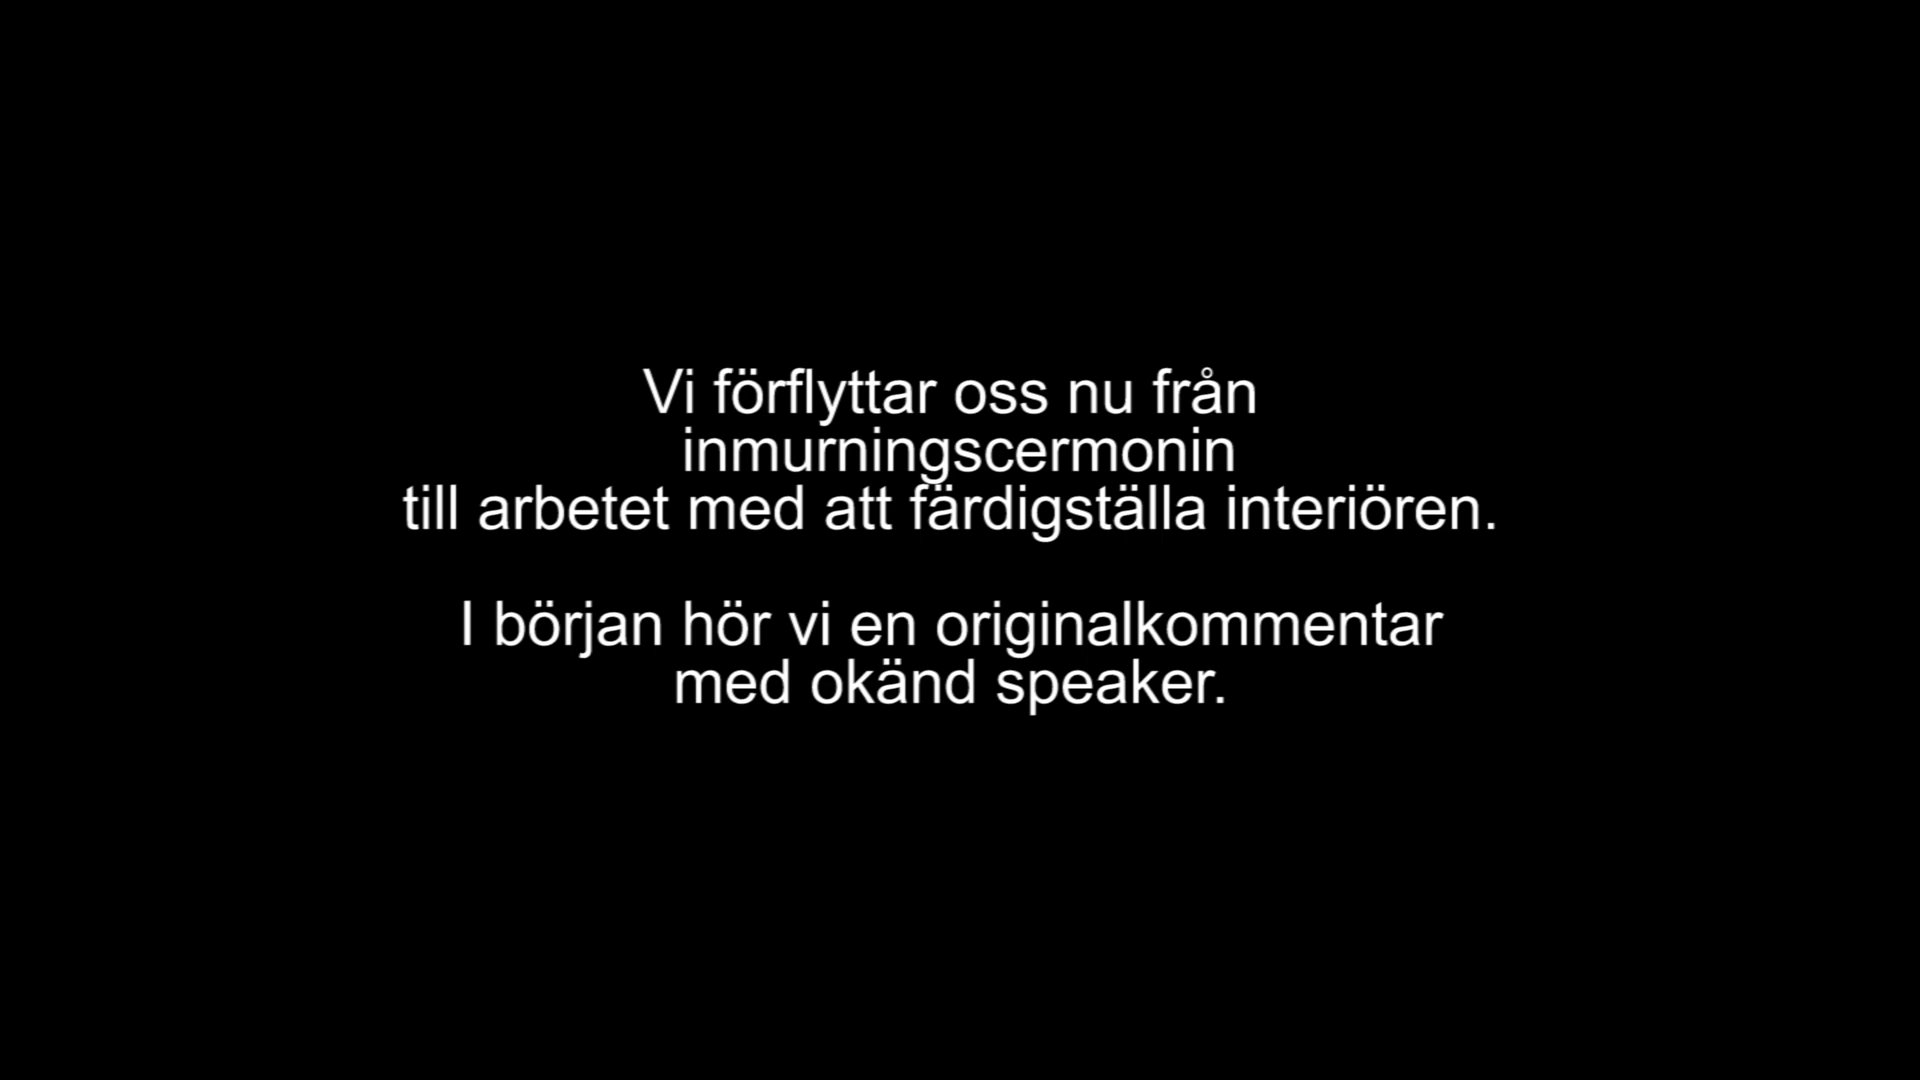 Vi förflyttar oss nu från
inmurningscermonin
till arbetet med att färdigställa interiören.
I början hör vi en originalkommentar
med okänd speaker.